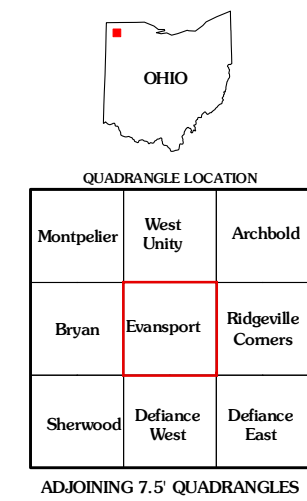 OHIO
QUADRANGLE LOCATION
Montpelier
West
Unity
Archbold
Bryan
Evansport
Ridgeville
Corners
Sherwood
Defiance
West
Defiance
East
ADJOINING 7.5' QUADRANGLES